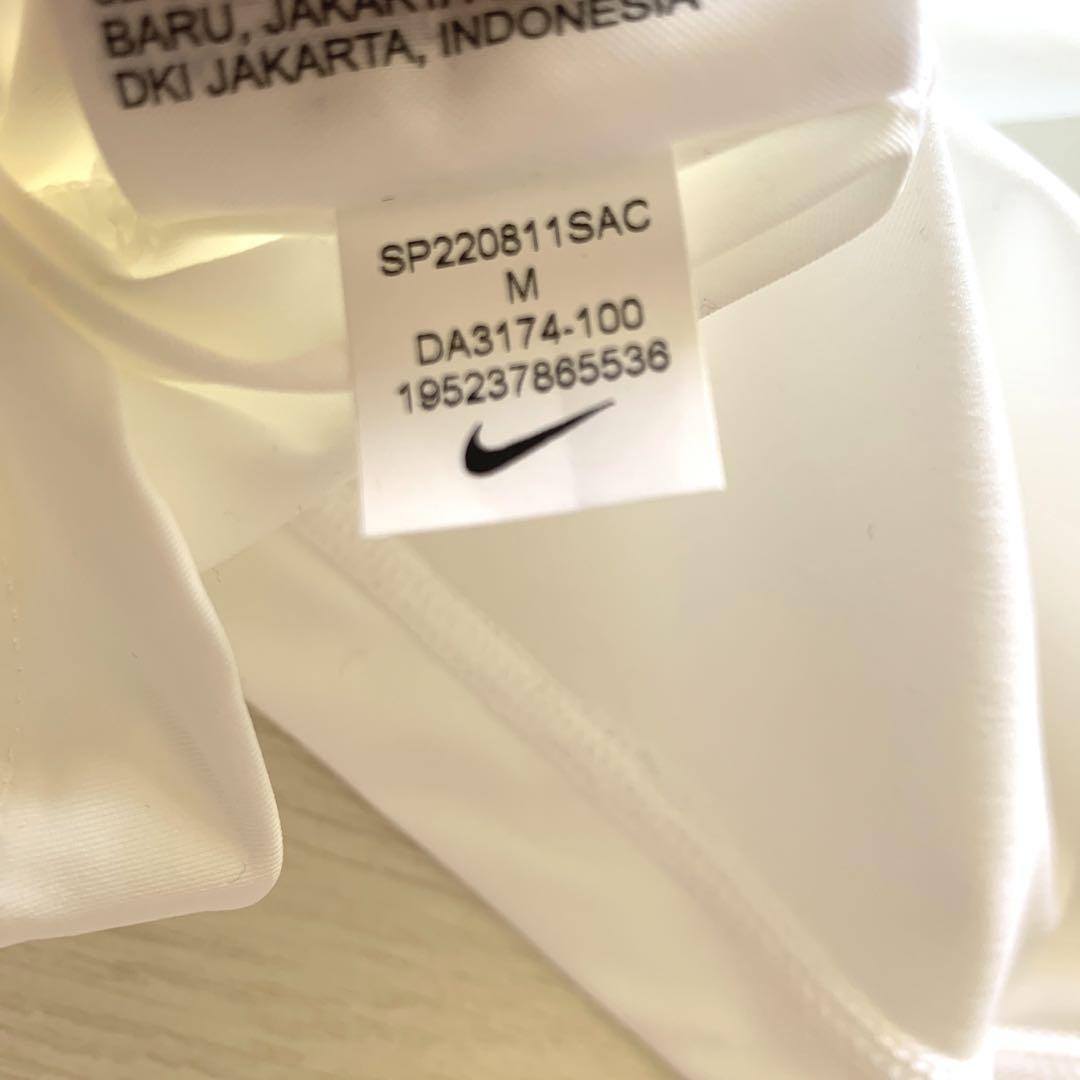 BARU, JAKARTA
DKI JAKARTA, INDONESIA
SP220811SAC
M
DA3174-100
195237865536